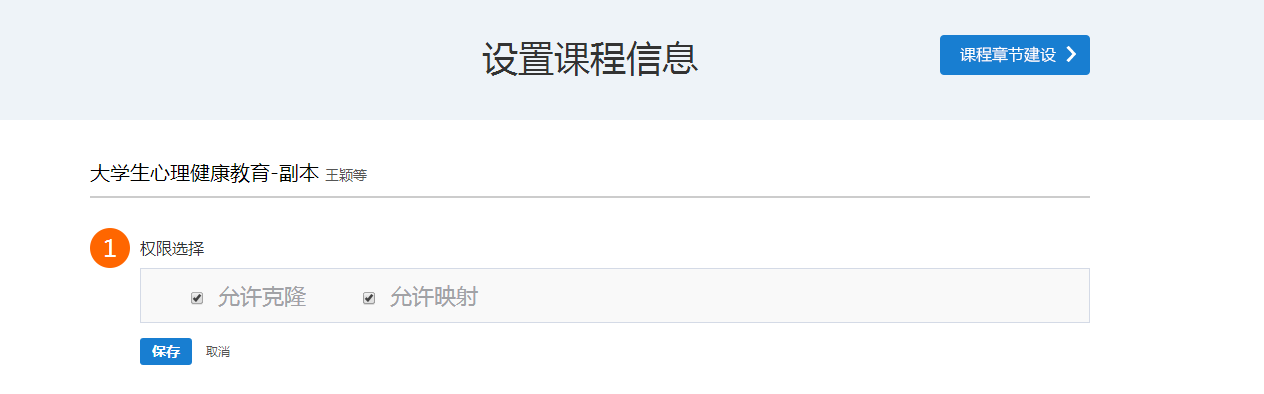 设置课程信息
课程章节建设
大学生心理健康教育-副本 王颖等
1 权限选择
允许克隆 允许映射
保存 取消